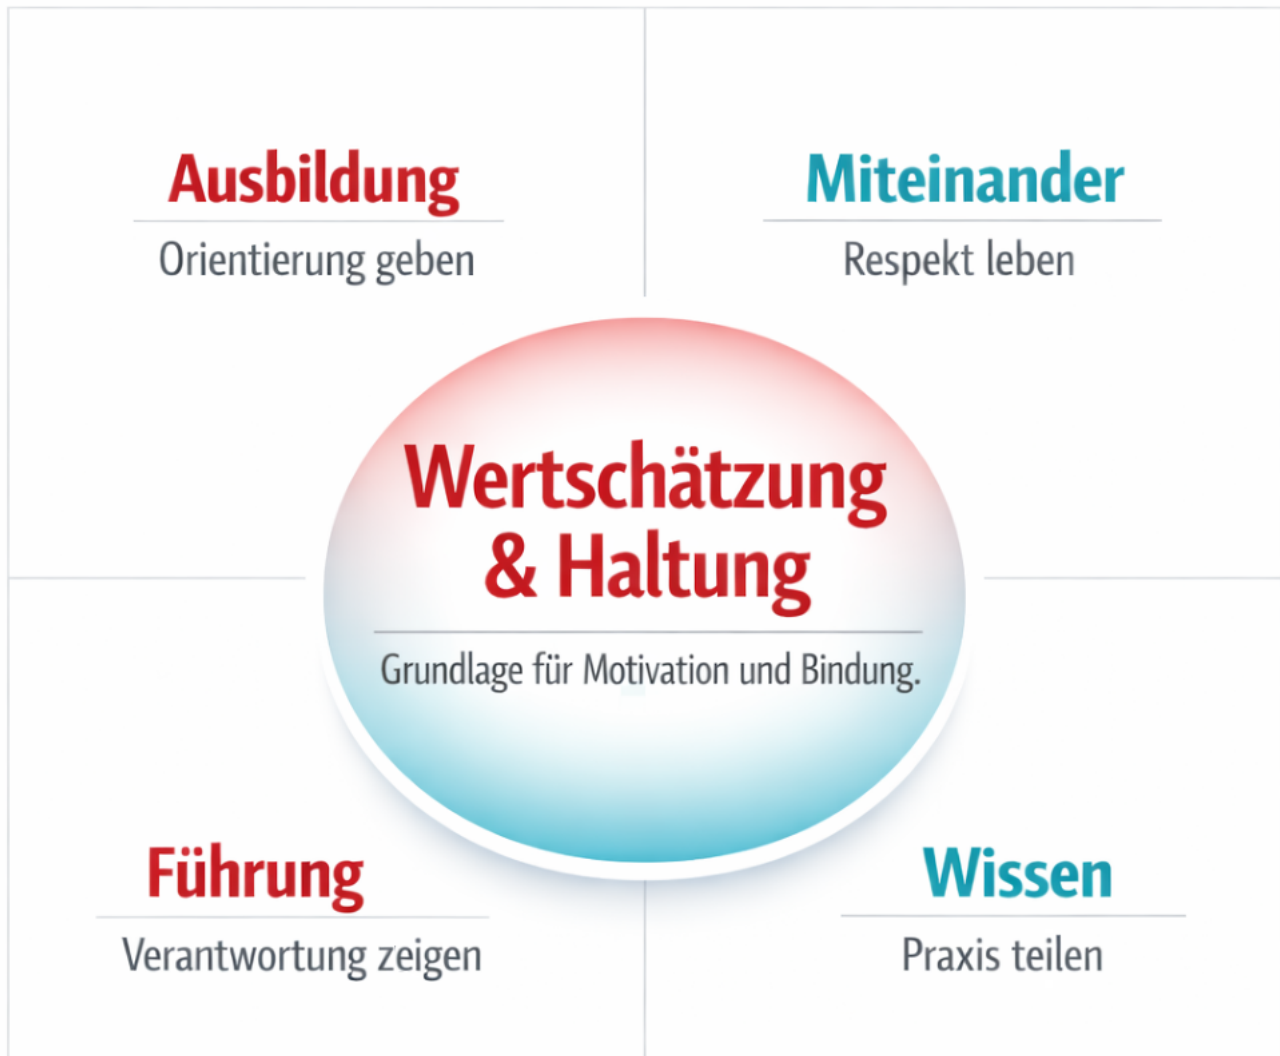 Ausbildung
Orientierung geben
Miteinander
Respekt leben
Wertschätzung
& Haltung
Grundlage für Motivation und Bindung.
Führung
Verantwortung zeigen
Wissen
Praxis teilen